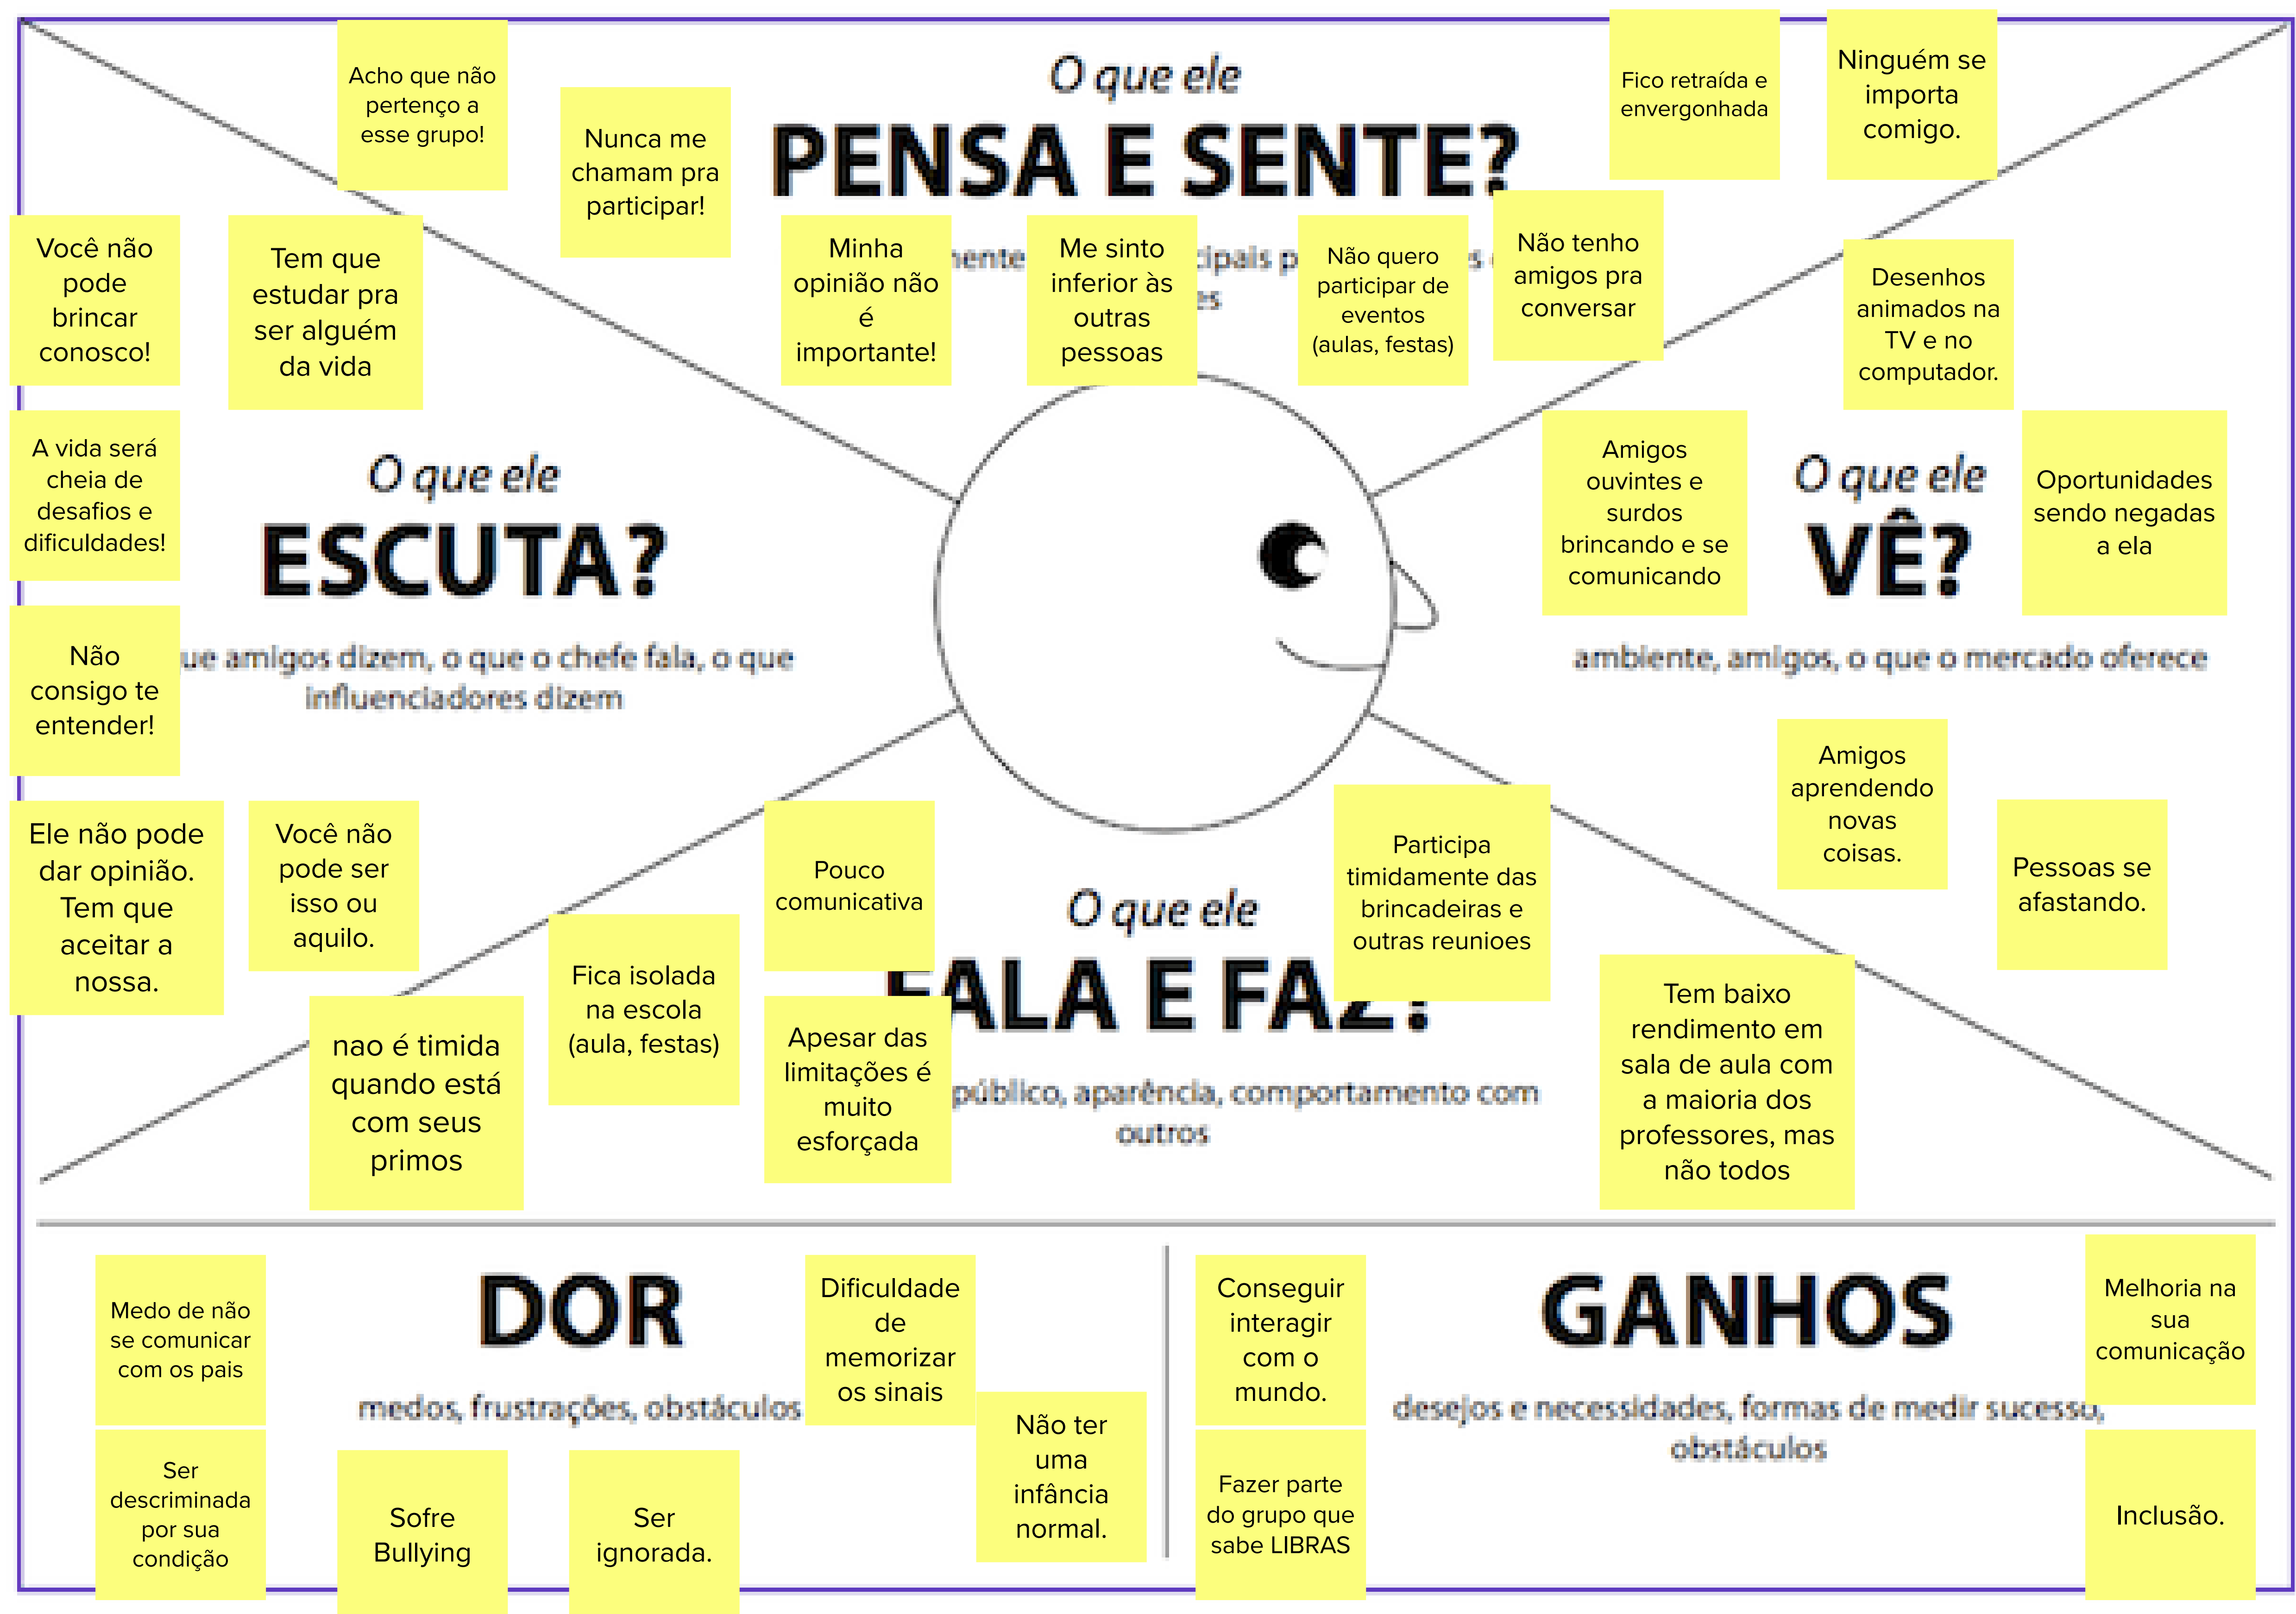 O que ele
PENSA E SENTE?
Acho que não
pertenço a
esse grupo!
Nunca me
chamam pra
participar!
Minha
opinião não
é
importante!
Me sinto
inferior às
outras
pessoas
Não quero
participar de
eventos
(aulas, festas)
Não tenho
amigos pra
conversar
Fico retraída e
envergonhada
Ninguém se
importa
comigo.
O que ele
ESCUTA?
amigos dizem, o que o chefe fala, o que
influenciadores dizem
Você não
pode
brincar
conosco!
Tem que
estudar pra
ser alguém
da vida
A vida será
cheia de
desafios e
dificuldades!
Não
consigo te
entender!
Ele não pode
dar opinião.
Tem que
aceitar a
nossa.
Você não
pode ser
isso ou
aquilo.
O que ele
VÊ?
ambiente, amigos, o que o mercado oferece
Desenhos
animados na
TV e no
computador.
Amigos
ouvintes e
surdos
brincando e se
comunicando
Oportunidades
sendo negadas
a ela
Amigos
aprendendo
novas
coisas.
Pessoas se
afastando.
O que ele
FALA E FAZ?
público, aparência, comportamento com
outros
Pouco
comunicativa
Participa
timidamente das
brincadeiras e
outras reunioes
Fica isolada
na escola
(aula, festas)
nao é timida
quando está
com seus
primos
Apesar das
limitações é
muito
esforçada
Tem baixo
rendimento em
sala de aula com
a maioria dos
professores, mas
não todos
DOR
medos, frustrações, obstáculos
Medo de não
se comunicar
com os pais
Dificuldade
de
memorizar
os sinais
Não ter
uma
infância
normal.
Ser
descriminada
por sua
condição
Sofre
Bullying
Ser
ignorada.
GANHOS
desejos e necessidades, formas de medir sucesso,
obstáculos
Conseguir
interagir
com o
mundo.
Melhoria na
sua
comunicação
Fazer parte
do grupo que
sabe LIBRAS
Inclusão.